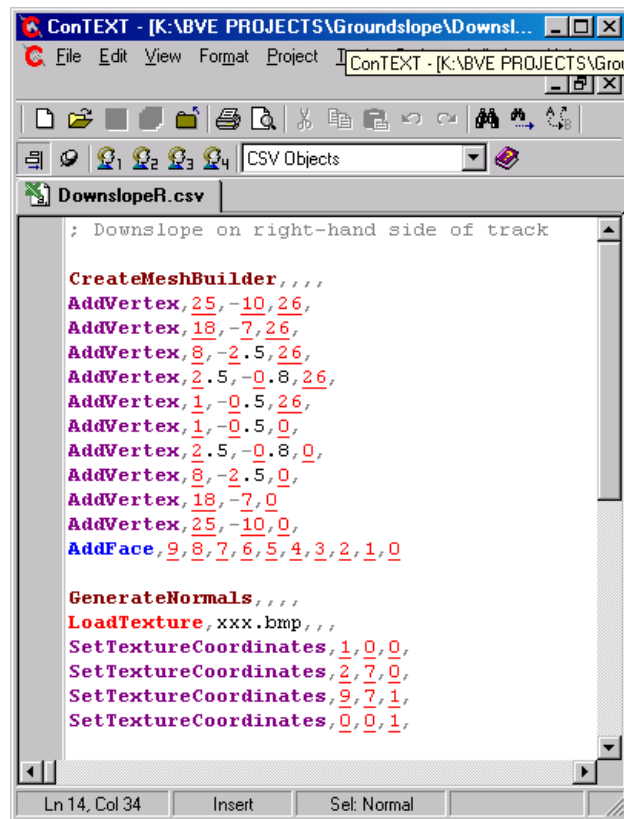 ConTEXT - [K:\BVE PROJECTS\Groundslope\Downsl...
File Edit View Format Project
ConTEXT - [K:\BVE PROJECTS\Grou
1 2 3 4 CSV Objects
DownslopeR.csv
; Downslope on right-hand side of track
CreateMeshBuilder,,,,
AddVertex,25,-10,26,
AddVertex,18,-7,26,
AddVertex,8,-2.5,26,
AddVertex,2.5,-0.8,26,
AddVertex,1,-0.5,26,
AddVertex,1,-0.5,0,
AddVertex,2.5,-0.8,0,
AddVertex,8,-2.5,0,
AddVertex,18,-7,0
AddVertex,25,-10,0,
AddFace,9,8,7,6,5,4,3,2,1,0
GenerateNormals,,,,
LoadTexture,xxx.bmp,,,
SetTextureCoordinates,1,0,0,
SetTextureCoordinates,2,7,0,
SetTextureCoordinates,9,7,1,
SetTextureCoordinates,0,0,1,
Ln 14, Col 34 Insert Sel: Normal